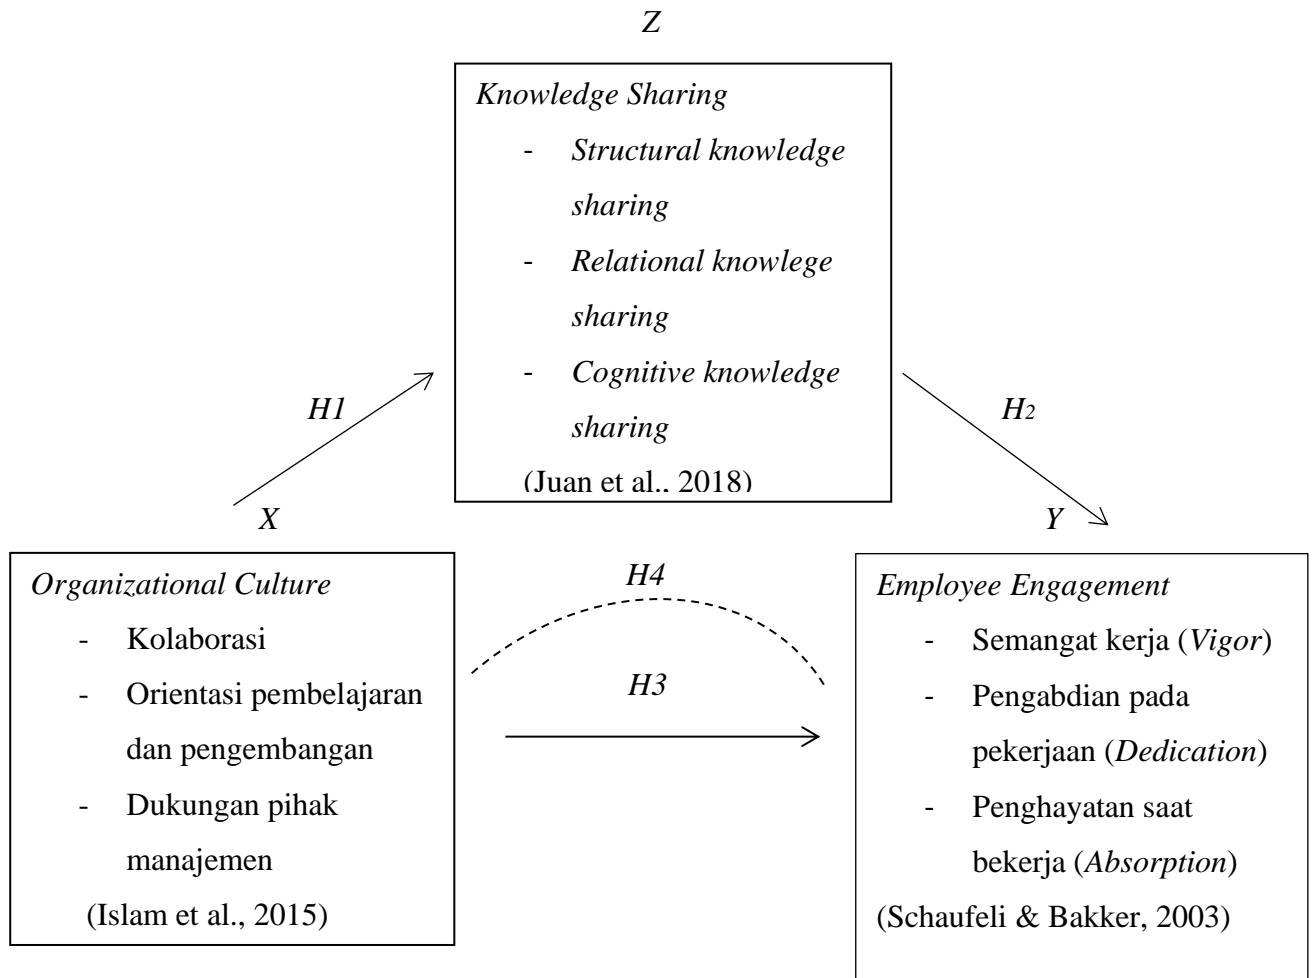 Z
Knowledge Sharing
- Structural knowledge
sharing
- Relational knowlege
sharing
- Cognitive knowledge
sharing
(Juan et al., 2018)
H1
H2
X
Y
Organizational Culture
- Kolaborasi
- Orientasi pembelajaran
dan pengembangan
- Dukungan pihak
manajemen
(Islam et al., 2015)
H4
H3
Employee Engagement
- Semangat kerja (Vigor)
- Pengabdian pada
pekerjaan (Dedication)
- Penghayatan saat
bekerja (Absorption)
(Schaufeli & Bakker, 2003)